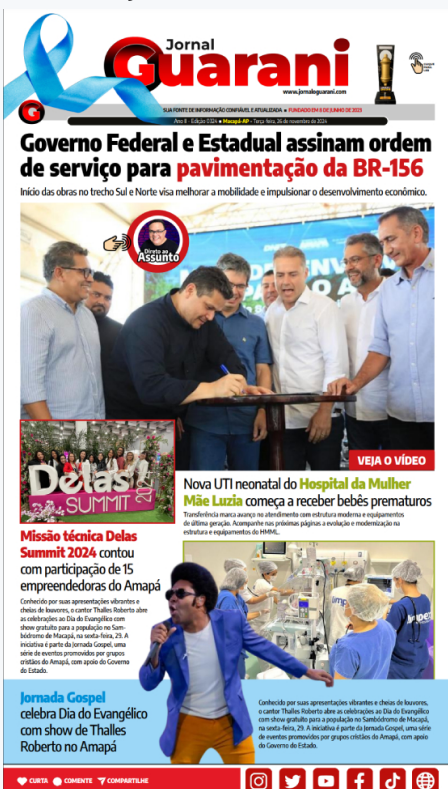 Jornal
Guarani
www.jornaloguarani.com
G
SUA FONTE DE INFORMAÇÃO CONFIÁVEL E ATUALIZADA • FUNDADO EM 8 DE JUNHO DE 2023
Ano II - Edição 0324 • Macapá-AP - Terça-feira, 26 de novembro de 2024
Governo Federal e Estadual assinam ordem
de serviço para pavimentação da BR-156
Início das obras no trecho Sul e Norte visa melhorar a mobilidade e impulsionar o desenvolvimento econômico.
Direto ao
Assunto
VEJA O VÍDEO
Delas
SUMMIT
Nova UTI neonatal do Hospital da Mulher
Mãe Luzia começa a receber bebês prematuros
Transferência marca avanço no atendimento com estrutura moderna e equipamentos
de última geração. Acompanhe nas próximas páginas a evolução e modernização na
estrutura e equipamentos do HMML.
Missão técnica Delas
Summit 2024 contou
com participação de 15
empreendedoras do Amapá
Conhecido por suas apresentações vibrantes e
cheias de louvores, o cantor Thalles Roberto abre
as celebrações ao Dia do Evangélico com
show gratuito para a população no Sam-
bódromo de Macapá, na sexta-feira, 29. A
iniciativa é parte da Jornada Gospel, uma
série de eventos promovidos por grupos
cristãos do Amapá, com apoio do Governo
do Estado.
Jornada Gospel
celebra Dia do Evangélico
com show de Thalles
Roberto no Amapá
Conhecido por suas apresentações vibrantes e cheias de louvores,
o cantor Thalles Roberto abre as celebrações ao Dia do Evangélico
com show gratuito para a população no Sambódromo de Macapá,
na sexta-feira, 29. A iniciativa é parte da Jornada Gospel, uma série
de eventos promovidos por grupos cristãos do Amapá, com apoio
do Governo do Estado.
CURTA COMENTE COMPARTILHE